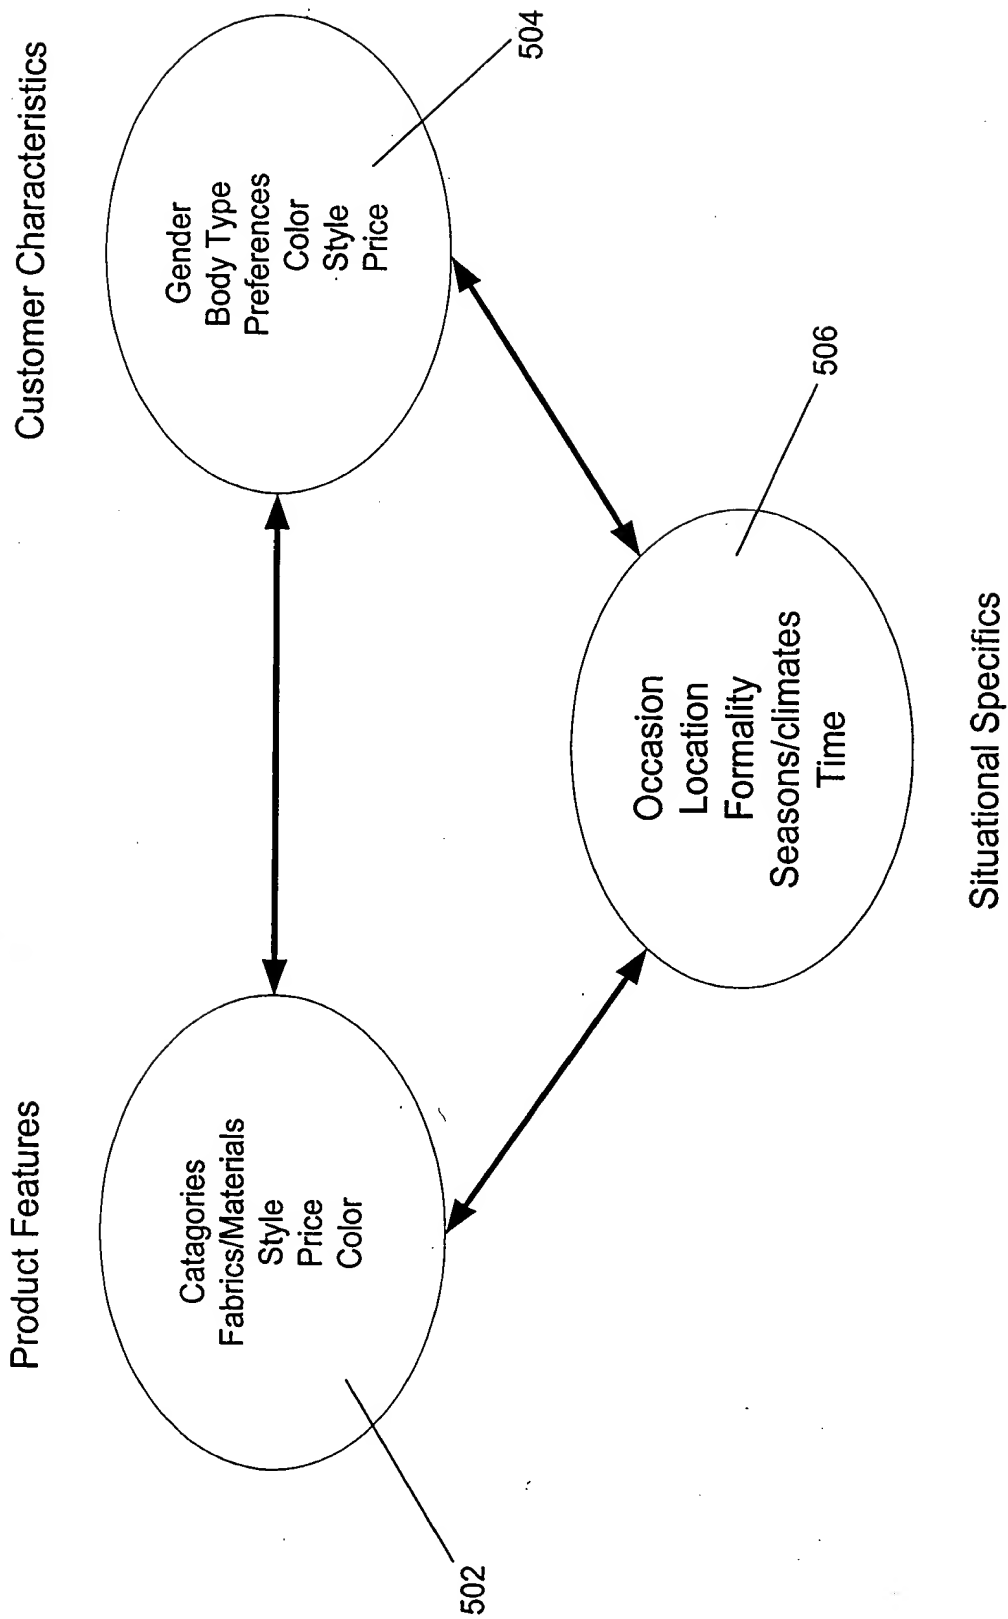 Product Features
Customer Characteristics
Catagories
Fabrics/Materials
Style
Price
Color
Gender
Body Type
Preferences
Color
Style
Price
502
504
506
Occasion
Location
Formality
Seasons/climates
Time
Situational Specifics